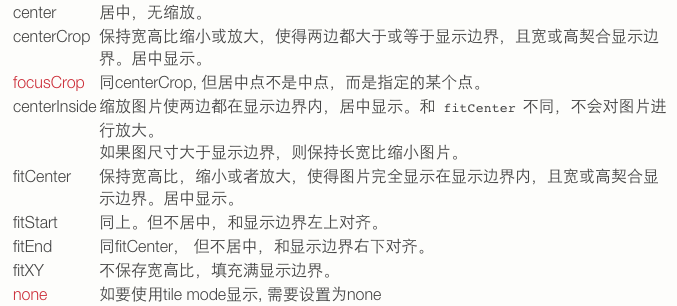 center 居中，无缩放。
centerCrop 保持宽高比缩小或放大，使得两边都大于或等于显示边界，且宽或高契合显示边
界。居中显示。
focusCrop 同centerCrop, 但居中点不是中点，而是指定的某个点。
centerInside 缩放图片使两边都在显示边界内，居中显示。和 fitCenter 不同，不会对图片进
行放大。
如果图尺寸大于显示边界，则保持长宽比缩小图片。
fitCenter 保持宽高比，缩小或者放大，使得图片完全显示在显示边界内，且宽或高契合显
示边界。居中显示。
fitStart 同上。但不居中，和显示边界左上对齐。
fitEnd 同fitCenter， 但不居中，和显示边界右下对齐。
fitXY 不保存宽高比，填充满显示边界。
none 如要使用tile mode显示, 需要设置为none